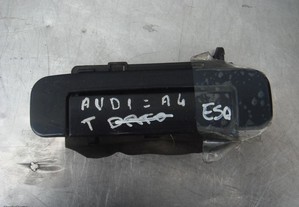 AUDI = A4
T ESQ